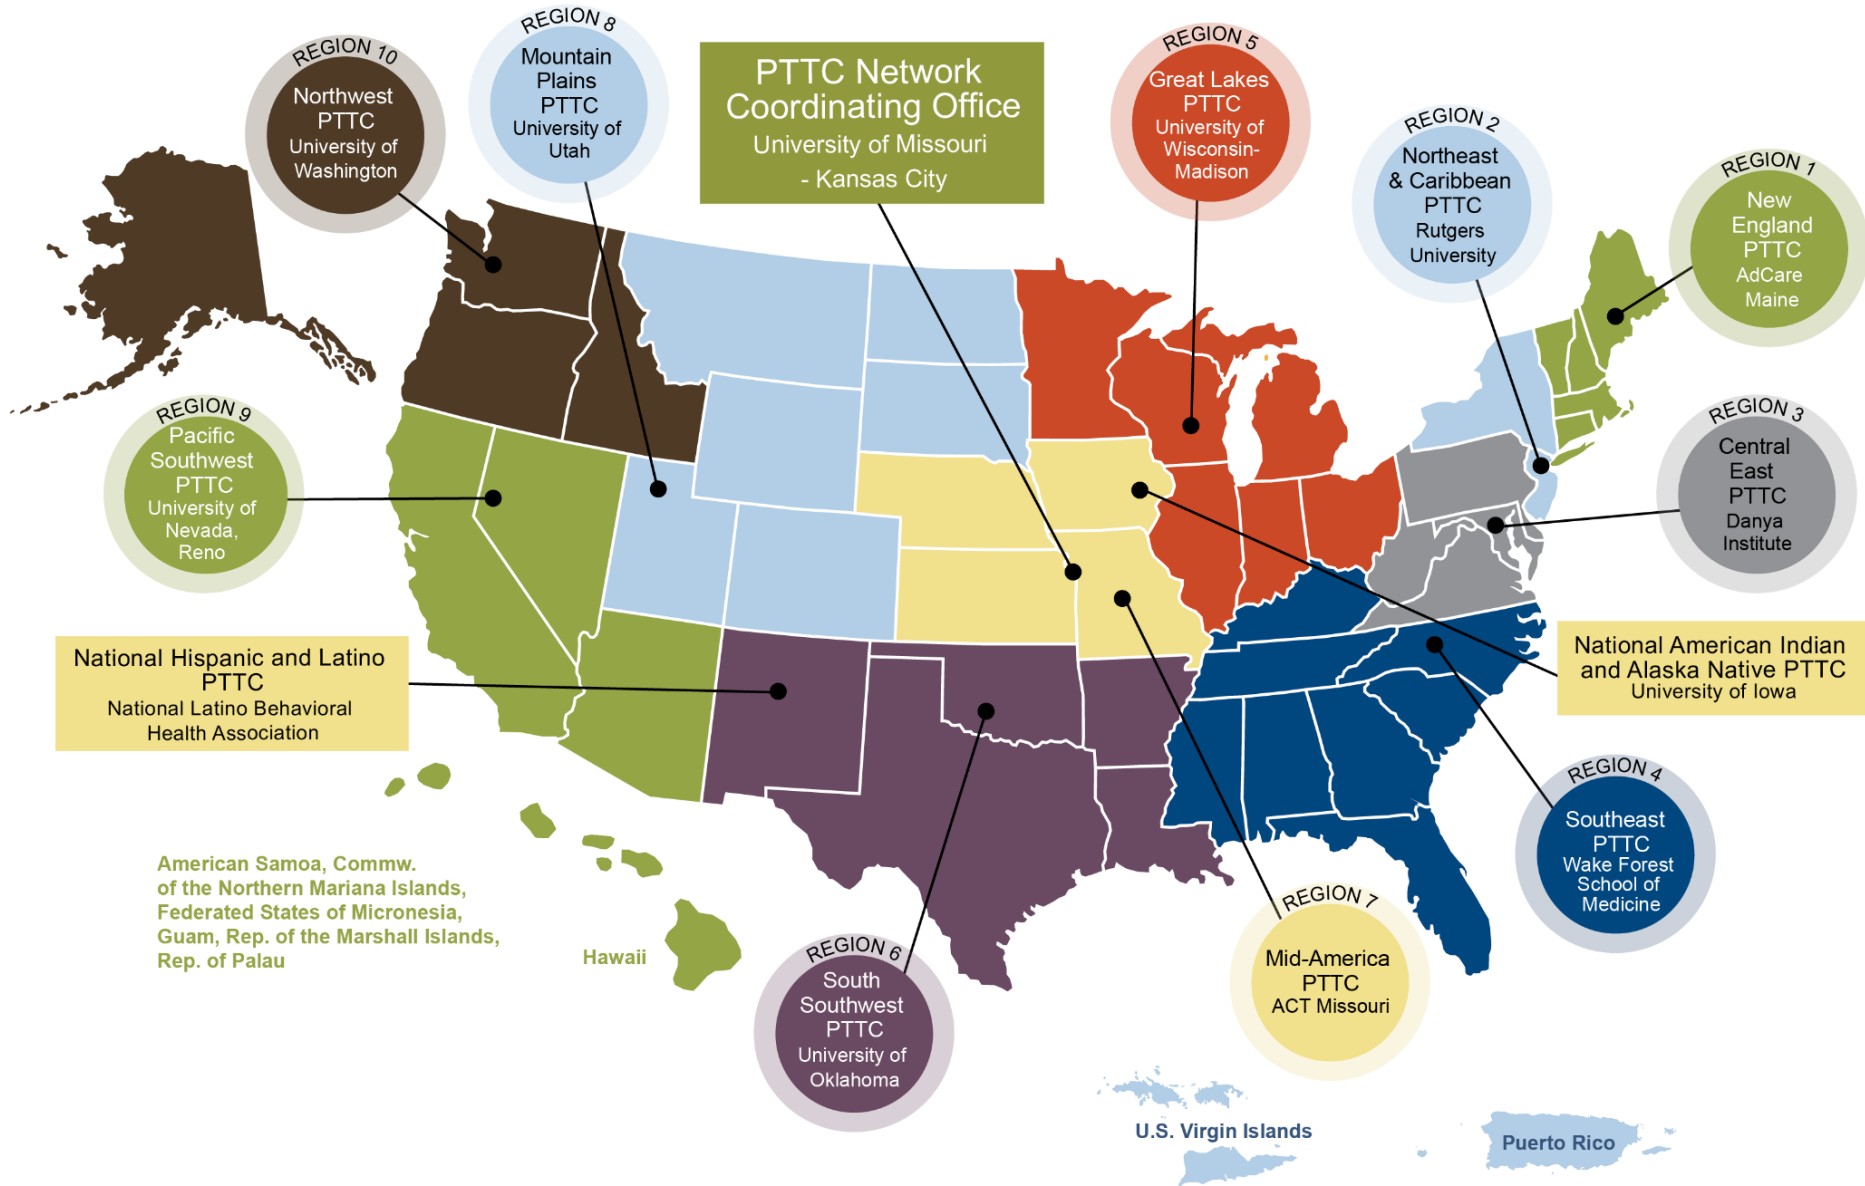 REGION 10
Northwest
PTTC
University of
Washington
REGION 8
Mountain
Plains
PTTC
University of
Utah
PTTC Network
Coordinating Office
University of Missouri
- Kansas City
REGION 5
Great Lakes
PTTC
University of
Wisconsin-
Madison
REGION 2
Northeast
& Caribbean
PTTC
Rutgers
University
REGION 1
New
England
PTTC
AdCare
Maine
REGION 9
Pacific
Southwest
PTTC
University of
Nevada,
Reno
REGION 3
Central
East
PTTC
Danya
Institute
National Hispanic and Latino
PTTC
National Latino Behavioral
Health Association
National American Indian
and Alaska Native PTTC
University of Iowa
REGION 4
Southeast
PTTC
Wake Forest
School of
Medicine
American Samoa, Commw.
of the Northern Mariana Islands,
Federated States of Micronesia,
Guam, Rep. of the Marshall Islands,
Rep. of Palau
Hawaii
REGION 6
South
Southwest
PTTC
University of
Oklahoma
REGION 7
Mid-America
PTTC
ACT Missouri
U.S. Virgin Islands
Puerto Rico